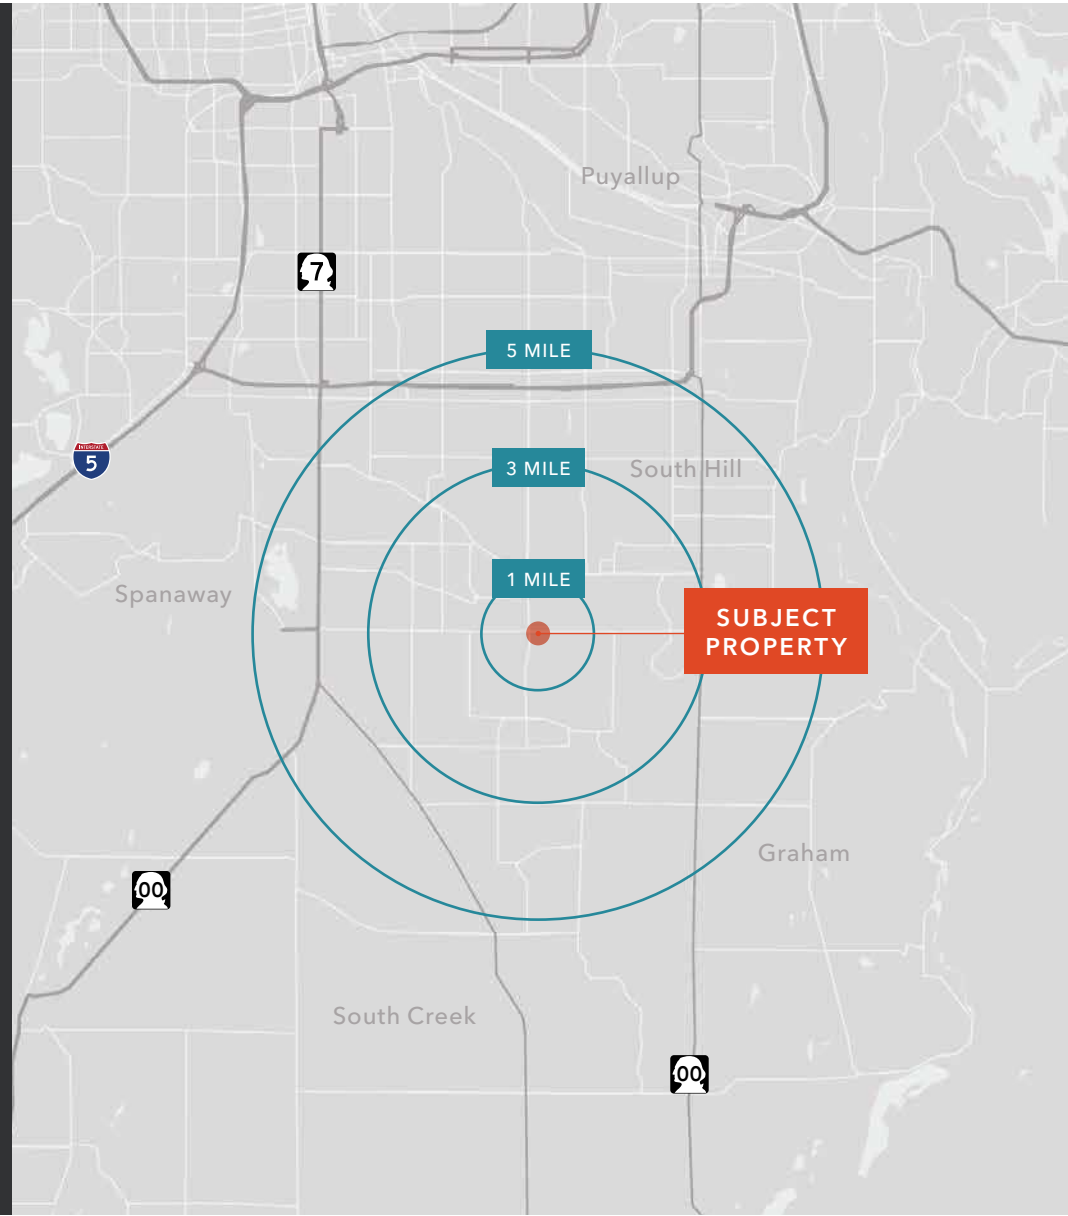 Puyallup
7
5 MILE
INTERSTATE
5
3 MILE
South Hill
1 MILE
Spanaway
SUBJECT
PROPERTY
Graham
00
South Creek
00